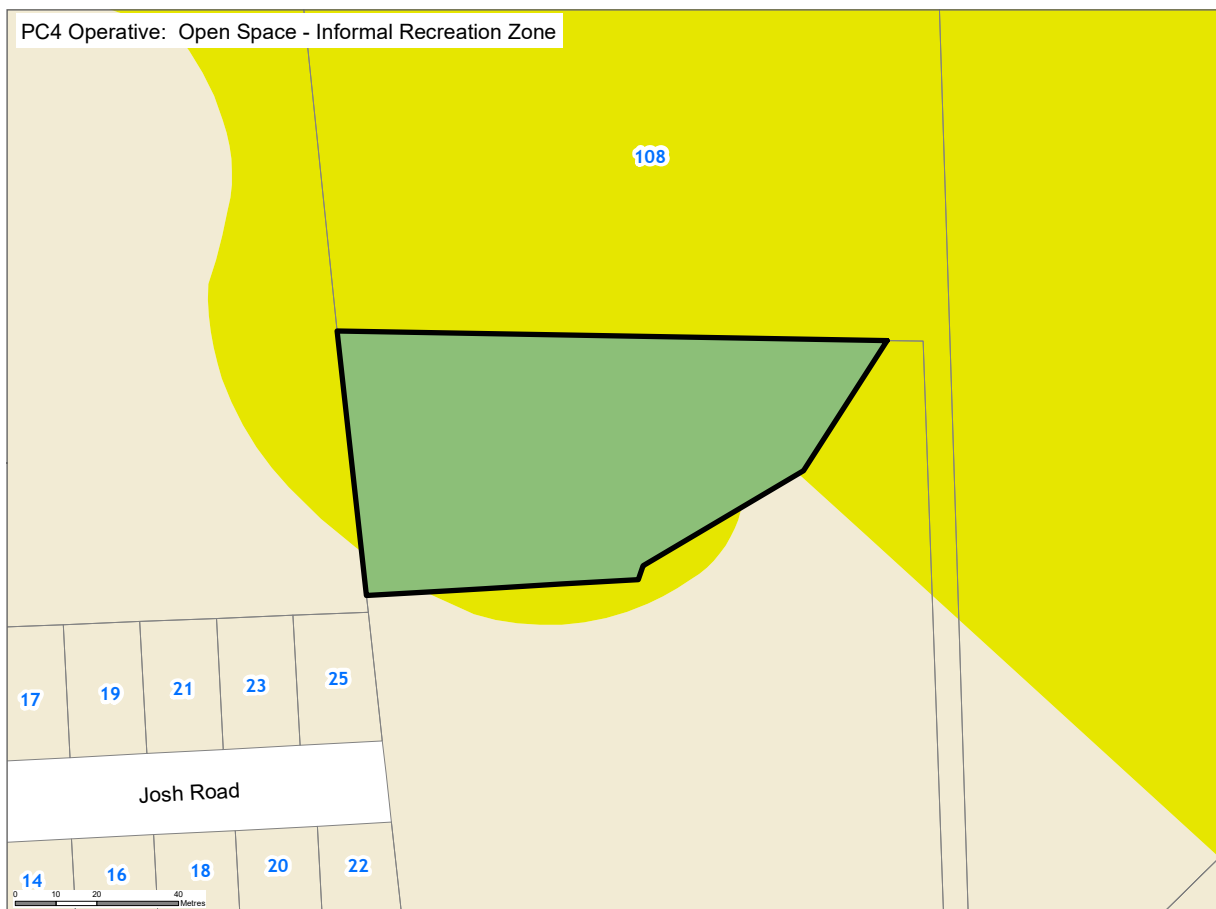 PC4 Operative: Open Space - Informal Recreation Zone
108
17
19
21
23
25
Josh Road
14
16
18
20
22
0 10 20 40
Metres